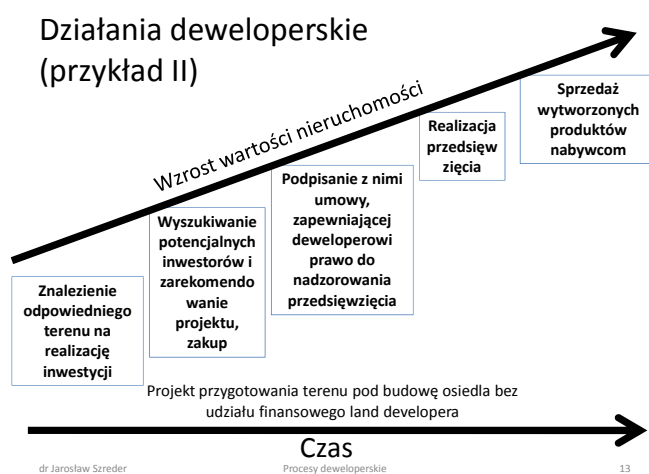 Działania deweloperskie
(przykład II)
Wzrost wartości nieruchomości
Znalezienie
odpowiedniego
terenu na
realizację
inwestycji
Wyszukiwanie
potencjalnych
inwestorów i
zarekomendo
wanie
projektu,
zakup
Podpisanie z nimi
umowy,
zapewniającej
deweloperowi
prawo do
nadzorowania
przedsięwzięcia
Realizacja
przedsięw
zięcia
Sprzedaż
wytworzonych
produktów
nabywcom
Projekt przygotowania terenu pod budowę osiedla bez
udziału finansowego land developera
Czas
dr Jarosław Szreder
Procesy deweloperskie
13